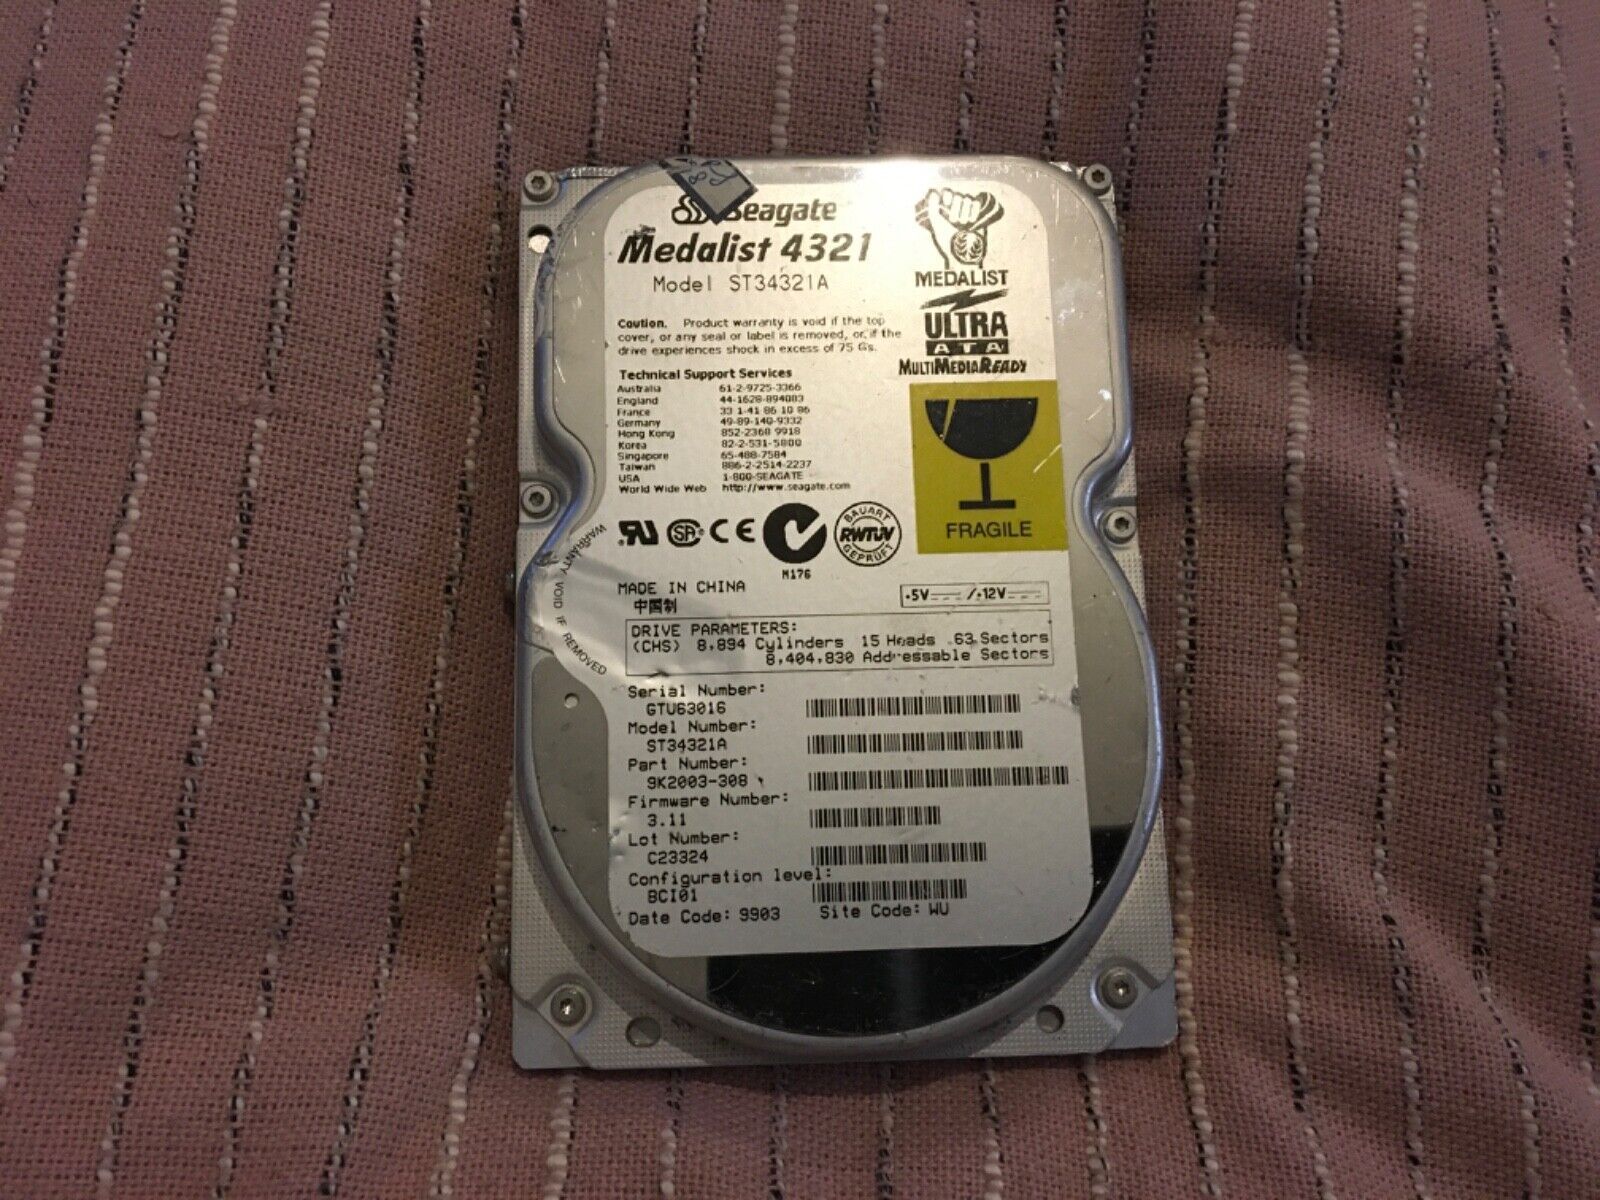 Seagate
Medalist 4321
Model ST34321A
MEDALIST
ULTRA
ATA
MULTIMEDIAREADY
Caution. Product warranty is void if the top
cover, or any seal or label is removed, or, if the
drive experiences shock in excess of 75 Gs.
Technical Support Services
Australia 61-2-9725-3366
England 44-1628-894083
France 33 1-41 86 10 86
Germany 49-89-140-9332
Hong Kong 852-2368 9918
Korea 82-2-531-5800
Singapore 65-488-7584
Taiwan 886-2-2514-2237
USA 1-800-SEAGATE
World Wide Web http://www.seagate.com
FRAGILE
CE
BAUART
RWTÜV
GEPRÜFT
M176
WARRANTY VOID IF REMOVED
MADE IN CHINA
中国制
+5V /+12V
DRIVE PARAMETERS:
(CHS) 8,894 Cylinders 15 Heads 63 Sectors
8,404,830 Addressable Sectors
Serial Number:
GTU63016
Model Number:
ST34321A
Part Number:
9K2003-308
Firmware Number:
3.11
Lot Number:
C23324
Configuration level:
BCI01
Date Code: 9903 Site Code: WU